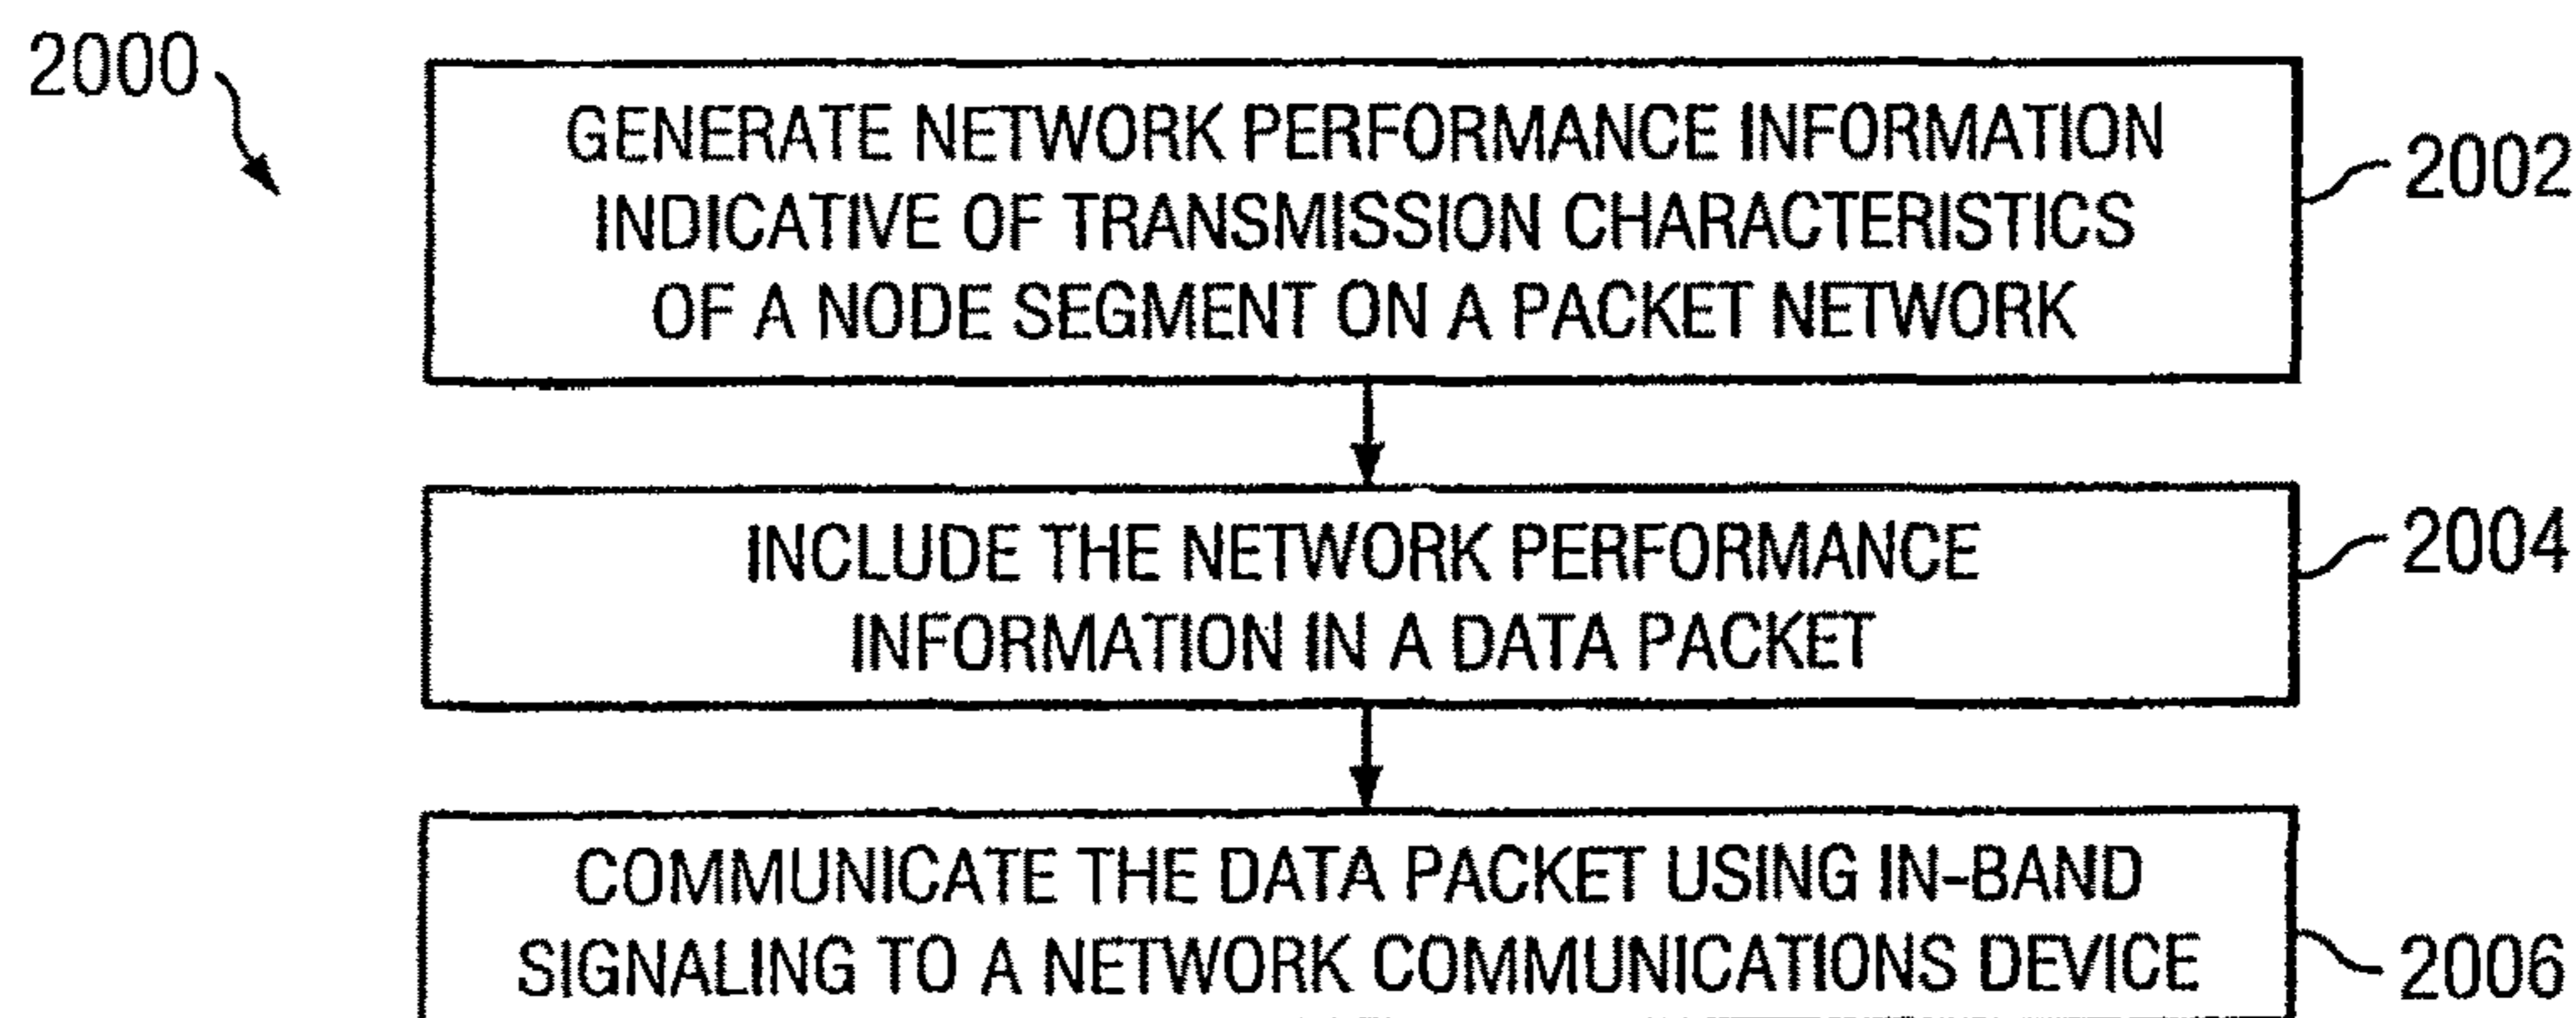 2000
GENERATE NETWORK PERFORMANCE INFORMATION
INDICATIVE OF TRANSMISSION CHARACTERISTICS
OF A NODE SEGMENT ON A PACKET NETWORK
2002
INCLUDE THE NETWORK PERFORMANCE
INFORMATION IN A DATA PACKET
2004
COMMUNICATE THE DATA PACKET USING IN-BAND
SIGNALING TO A NETWORK COMMUNICATIONS DEVICE
2006